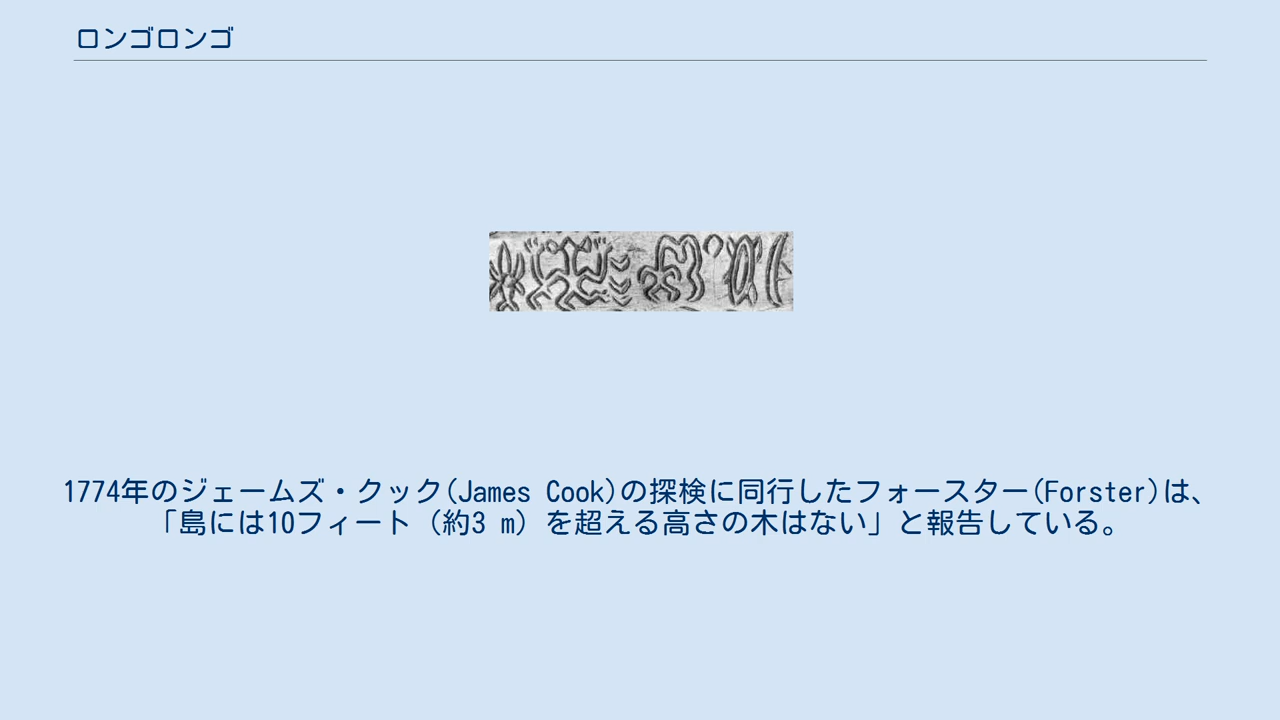 ロンゴロンゴ
1774年のジェームズ・クック(James Cook)の探検に同行したフォースター(Forster)は、
「島には10フィート（約3 m）を超える高さの木はない」と報告している。